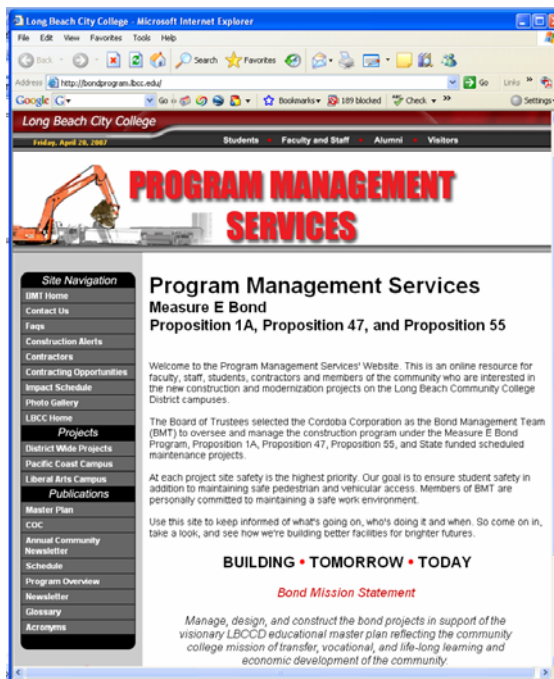 Long Beach City College - Microsoft Internet Explorer
File Edit View Favorites Tools Help
Back Search Favorites
Address http://bondprogram.lbcc.edu/ Go Links »
Google G Go Bookmarks 189 blocked Check » Settings
Long Beach City College
Friday, April 20, 2007 Students Faculty and Staff Alumni Visitors
PROGRAM MANAGEMENT
SERVICES
Site Navigation
BMT Home
Contact Us
Faqs
Construction Alerts
Contractors
Contracting Opportunities
Impact Schedule
Photo Gallery
LBCC Home
Projects
District Wide Projects
Pacific Coast Campus
Liberal Arts Campus
Publications
Master Plan
COC
Annual Community
Newsletter
Schedule
Program Overview
Newsletter
Glossary
Acronyms
Program Management Services
Measure E Bond
Proposition 1A, Proposition 47, and Proposition 55
Welcome to the Program Management Services' Website. This is an online resource for
faculty, staff, students, contractors and members of the community who are interested in
the new construction and modernization projects on the Long Beach Community College
District campuses.
The Board of Trustees selected the Cordoba Corporation as the Bond Management Team
(BMT) to oversee and manage the construction program under the Measure E Bond
Program, Proposition 1A, Proposition 47, Proposition 55, and State funded scheduled
maintenance projects.
At each project site safety is the highest priority. Our goal is to ensure student safety in
addition to maintaining safe pedestrian and vehicular access. Members of BMT are
personally committed to maintaining a safe work environment.
Use this site to keep informed of what's going on, who's doing it and when. So come on in,
take a look, and see how we're building better facilities for brighter futures.
BUILDING • TOMORROW • TODAY
Bond Mission Statement
Manage, design, and construct the bond projects in support of the
visionary LBCCD educational master plan reflecting the community
college mission of transfer, vocational, and life-long learning and
economic development of the community.